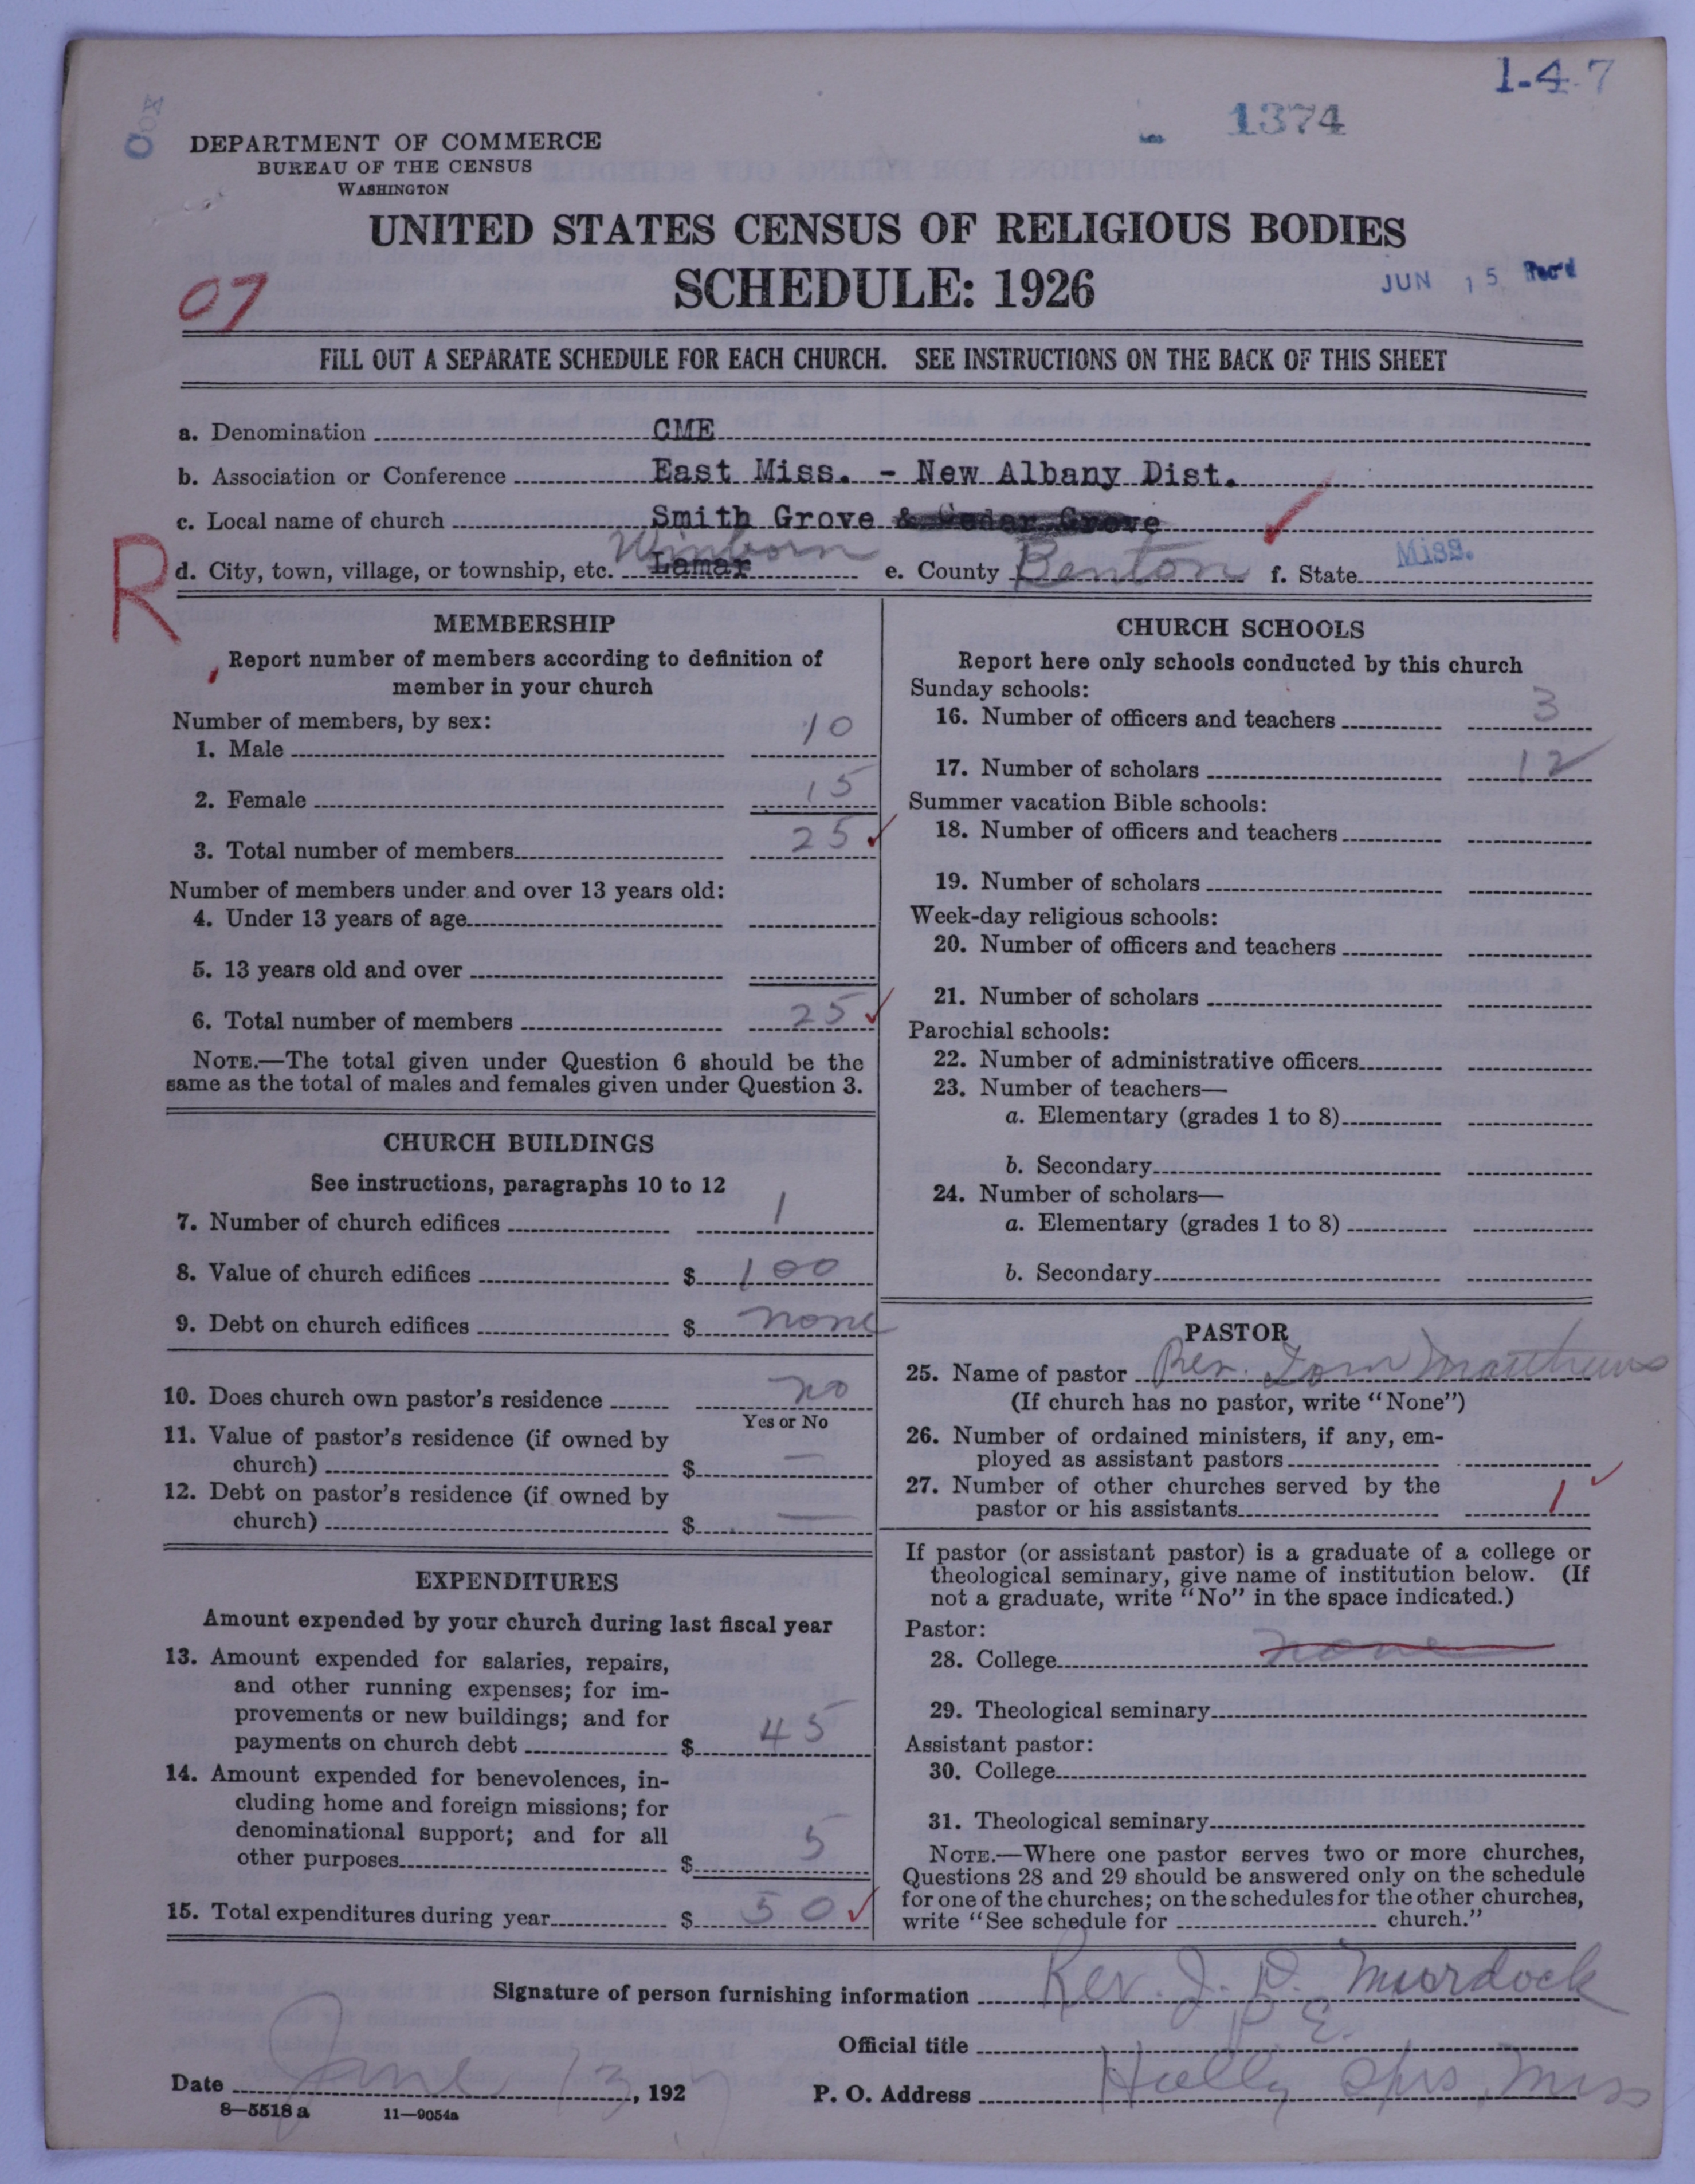 1-4-7
1374
Cox
DEPARTMENT OF COMMERCE
BUREAU OF THE CENSUS
WASHINGTON
UNITED STATES CENSUS OF RELIGIOUS BODIES
SCHEDULE: 1926
07
JUN 15 Rec'd
FILL OUT A SEPARATE SCHEDULE FOR EACH CHURCH. SEE INSTRUCTIONS ON THE BACK OF THIS SHEET
a. Denomination CME
b. Association or Conference East Miss. - New Albany Dist.
c. Local name of church Smith Grove & Cedar Grove
Winborn
d. City, town, village, or township, etc. Lamar e. County Benton f. State Miss.
R
MEMBERSHIP
Report number of members according to definition of
member in your church
Number of members, by sex:
1. Male 10
2. Female 15
3. Total number of members 25
Number of members under and over 13 years old:
4. Under 13 years of age
5. 13 years old and over
6. Total number of members 25
NOTE.—The total given under Question 6 should be the
same as the total of males and females given under Question 3.
CHURCH BUILDINGS
See instructions, paragraphs 10 to 12
7. Number of church edifices 1
8. Value of church edifices $ 100
9. Debt on church edifices $ none
10. Does church own pastor's residence no
Yes or No
11. Value of pastor's residence (if owned by
church) $ —
12. Debt on pastor's residence (if owned by
church) $ —
EXPENDITURES
Amount expended by your church during last fiscal year
13. Amount expended for salaries, repairs,
and other running expenses; for im-
provements or new buildings; and for
payments on church debt $ 45
14. Amount expended for benevolences, in-
cluding home and foreign missions; for
denominational support; and for all
other purposes $ 5
15. Total expenditures during year $ 50
CHURCH SCHOOLS
Report here only schools conducted by this church
Sunday schools:
16. Number of officers and teachers 3
17. Number of scholars 12
Summer vacation Bible schools:
18. Number of officers and teachers
19. Number of scholars
Week-day religious schools:
20. Number of officers and teachers
21. Number of scholars
Parochial schools:
22. Number of administrative officers
23. Number of teachers—
a. Elementary (grades 1 to 8)
b. Secondary
24. Number of scholars—
a. Elementary (grades 1 to 8)
b. Secondary
PASTOR
25. Name of pastor Rev. Tom Matthews
(If church has no pastor, write "None")
26. Number of ordained ministers, if any, em-
ployed as assistant pastors
27. Number of other churches served by the
pastor or his assistants 1
If pastor (or assistant pastor) is a graduate of a college or
theological seminary, give name of institution below. (If
not a graduate, write "No" in the space indicated.)
Pastor:
28. College none
29. Theological seminary
Assistant pastor:
30. College
31. Theological seminary
NOTE.—Where one pastor serves two or more churches,
Questions 28 and 29 should be answered only on the schedule
for one of the churches; on the schedules for the other churches,
write "See schedule for church."
Signature of person furnishing information Rev. J. P. Murdock
Official title P. E.
Date June 13, 1927 P. O. Address Holly Sprs, Miss
8—5518 a 11—9054a